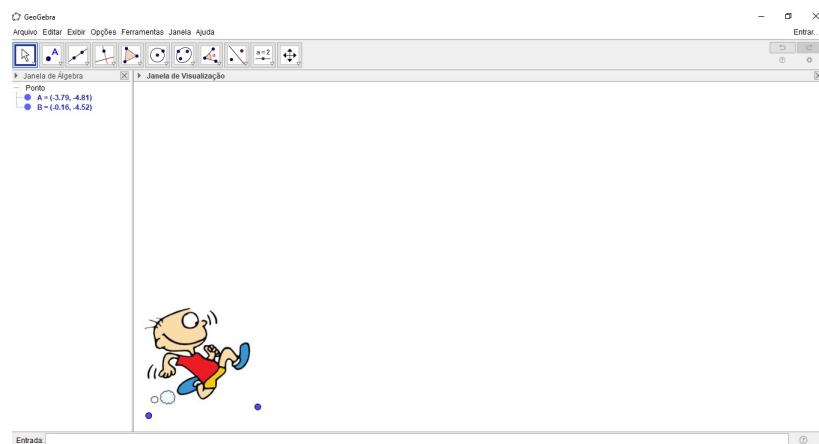 GeoGebra
Arquivo Editar Exibir Opções Ferramentas Janela Ajuda
Entrar...
A
a=2
Janela de Álgebra
Janela de Visualização
Ponto
A = (-3.79, -4.81)
B = (-0.16, -4.52)
Entrada: